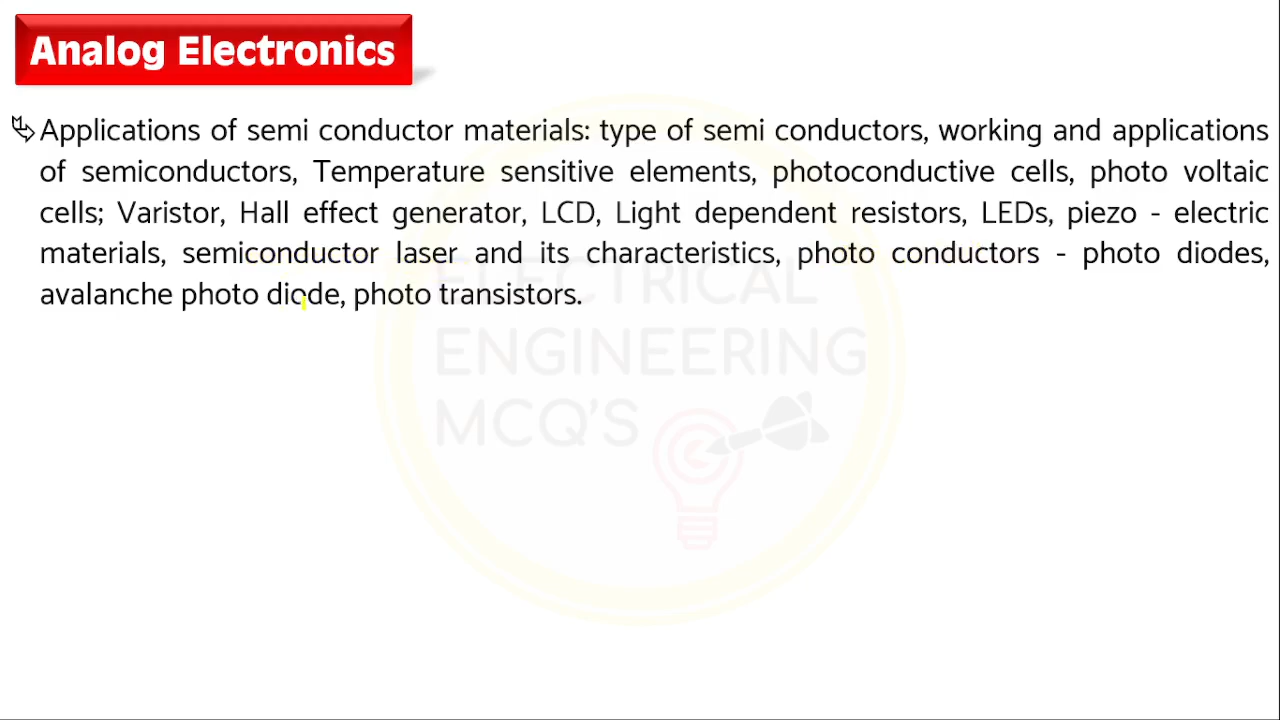 Analog Electronics
Applications of semi conductor materials: type of semi conductors, working and applications
of semiconductors, Temperature sensitive elements, photoconductive cells, photo voltaic
cells; Varistor, Hall effect generator, LCD, Light dependent resistors, LEDs, piezo - electric
materials, semiconductor laser and its characteristics, photo conductors - photo diodes,
avalanche photo diode, photo transistors.
ELECTRICAL
ENGINEERING
MCQ'S